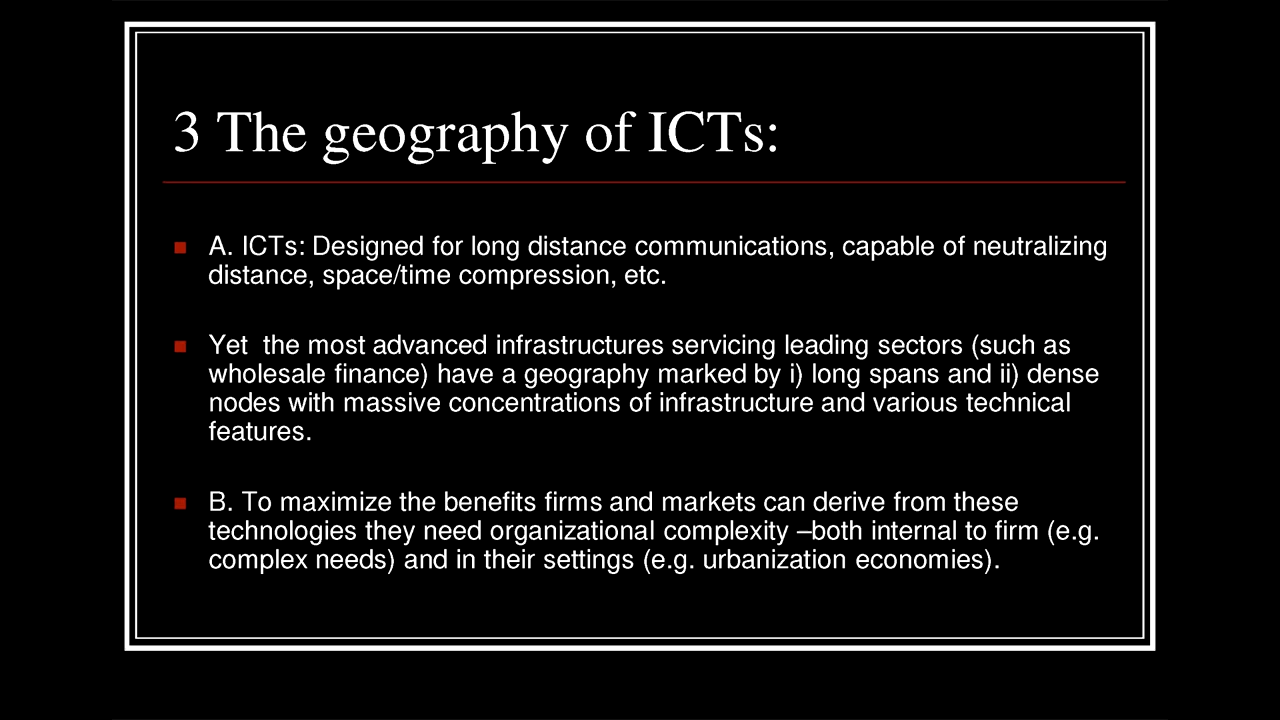 3 The geography of ICTs:
A. ICTs: Designed for long distance communications, capable of neutralizing
distance, space/time compression, etc.
Yet  the most advanced infrastructures servicing leading sectors (such as
wholesale finance) have a geography marked by i) long spans and ii) dense
nodes with massive concentrations of infrastructure and various technical
features.
B. To maximize the benefits firms and markets can derive from these
technologies they need organizational complexity –both internal to firm (e.g.
complex needs) and in their settings (e.g. urbanization economies).